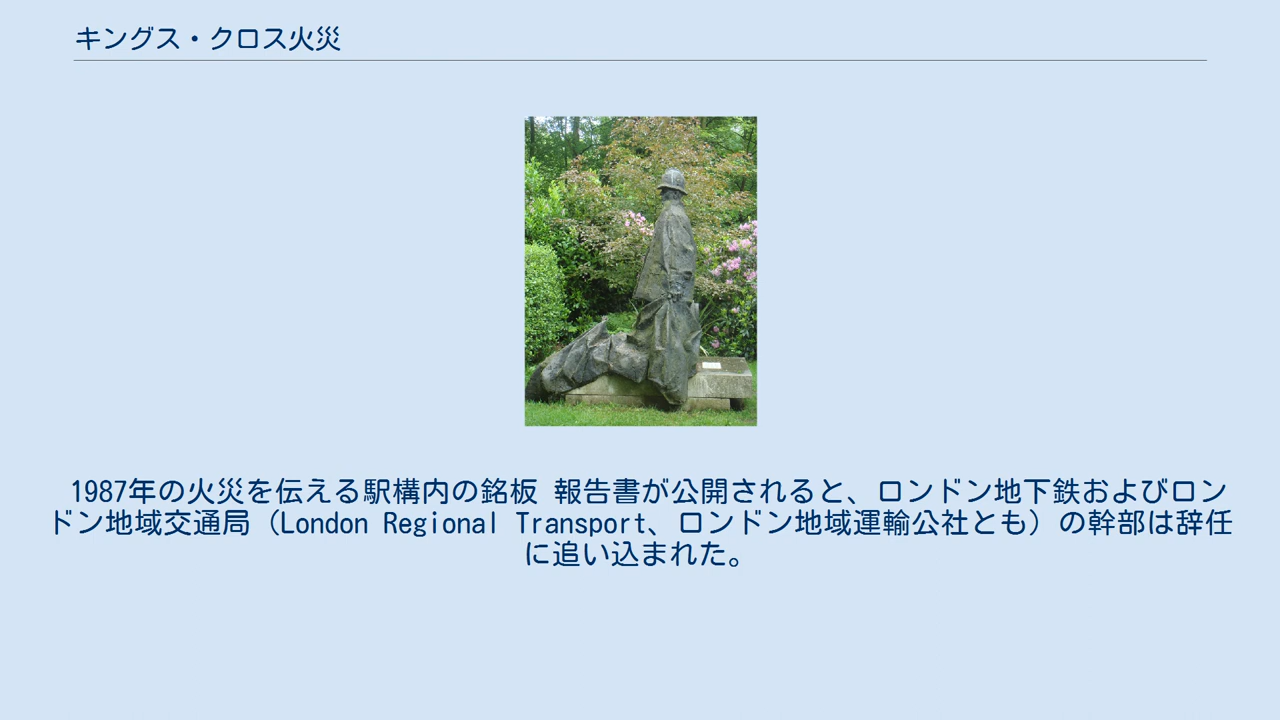 キングス・クロス火災
1987年の火災を伝える駅構内の銘板 報告書が公開されると、ロンドン地下鉄およびロン
ドン地域交通局（London Regional Transport、ロンドン地域運輸公社とも）の幹部は辞任
に追い込まれた。